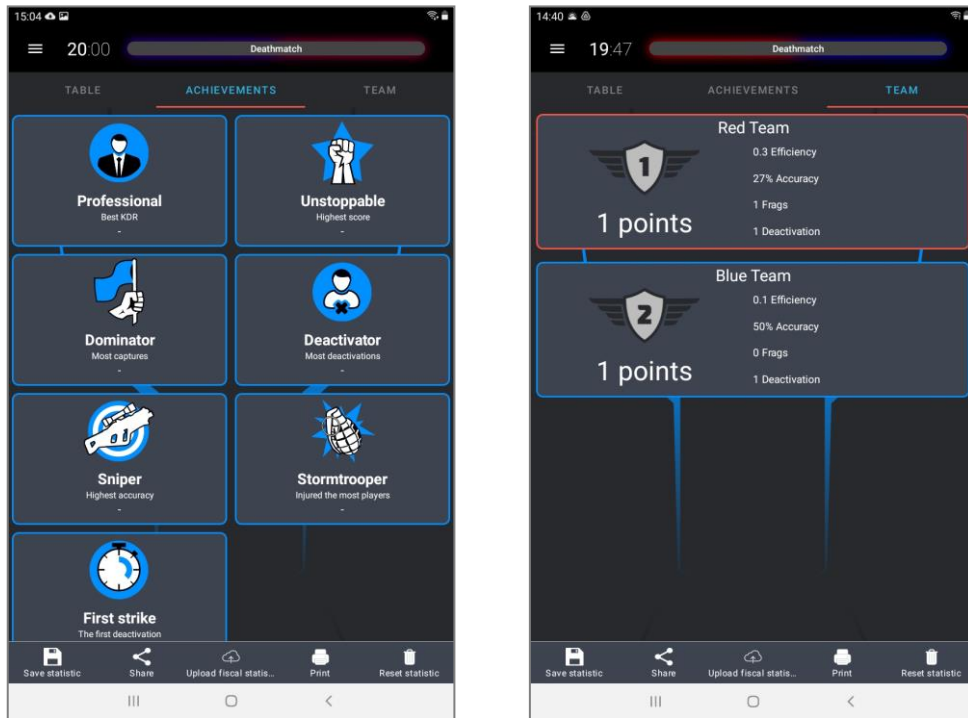 15:04
20:00
Deathmatch
TABLE
ACHIEVEMENTS
TEAM
Professional
Best KDR
-
Unstoppable
Highest score
-
Dominator
Most captures
-
Deactivator
Most deactivations
-
Sniper
Highest accuracy
-
Stormtrooper
Injured the most players
-
First strike
The first deactivation
Save statistic
Share
Upload fiscal statis...
Print
Reset statistic
14:40
19:47
Deathmatch
TABLE
ACHIEVEMENTS
TEAM
Red Team
1
1 points
0.3 Efficiency
27% Accuracy
1 Frags
1 Deactivation
Blue Team
2
1 points
0.1 Efficiency
50% Accuracy
0 Frags
1 Deactivation
Save statistic
Share
Upload fiscal statis...
Print
Reset statistic